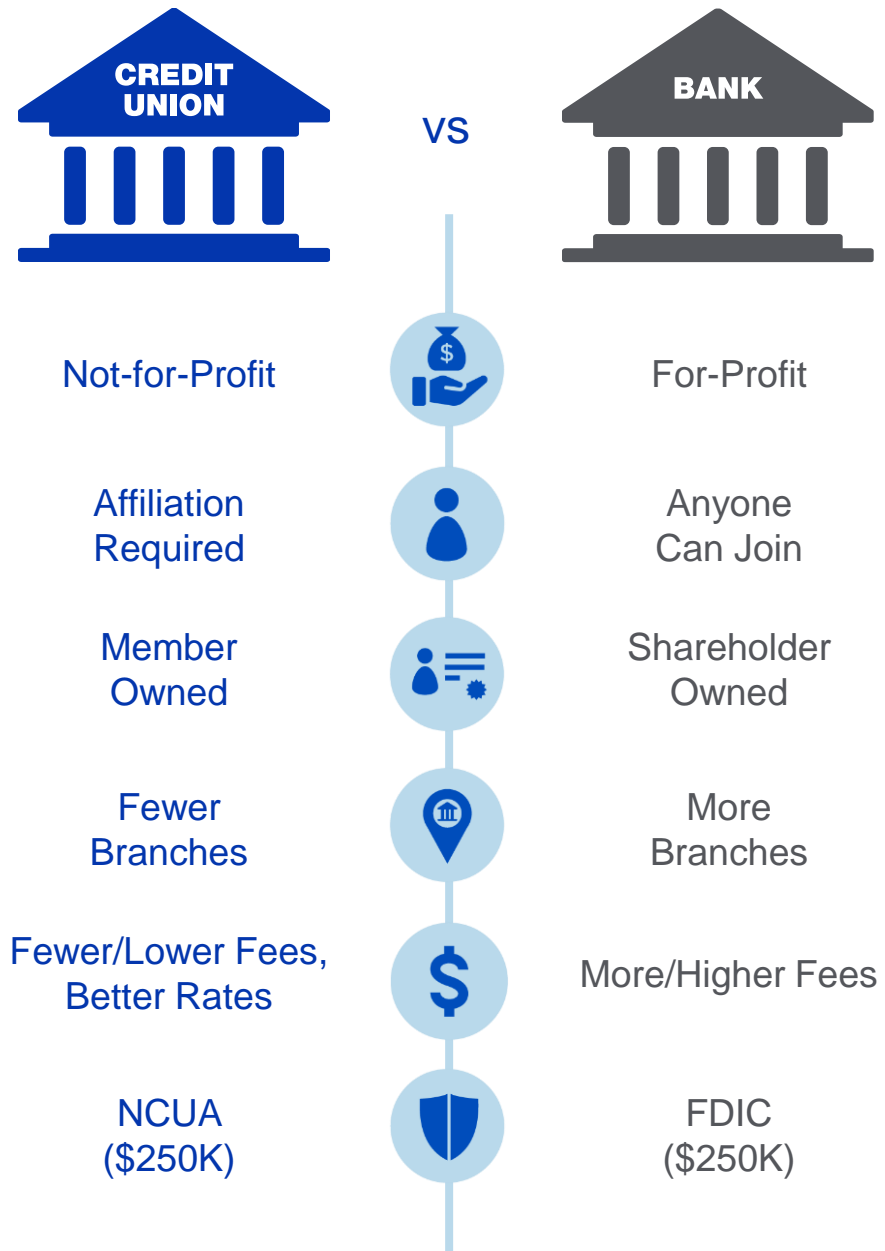 CREDIT
UNION
vs
BANK
$
Not-for-Profit
For-Profit
Affiliation
Required
Anyone
Can Join
Member
Owned
Shareholder
Owned
Fewer
Branches
More
Branches
Fewer/Lower Fees,
Better Rates
$
More/Higher Fees
NCUA
($250K)
FDIC
($250K)